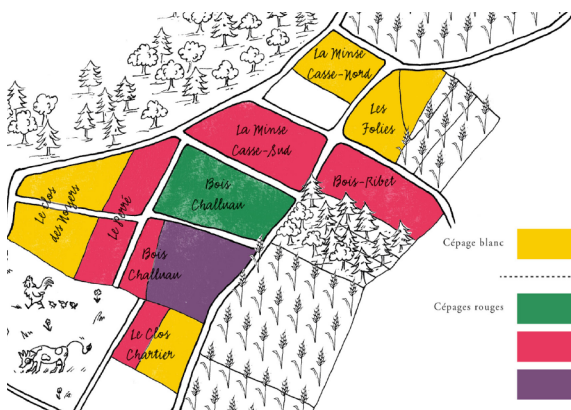 La Minse
Casse-Nord
Les
Folies
La Minse
Casse-Sud
Bois-Ribet
Bois
Challuau
Le Clos
des Noyers
Le Perré
Bois
Challuau
Le Clos
Chartier
Cépage blanc
Cépages rouges